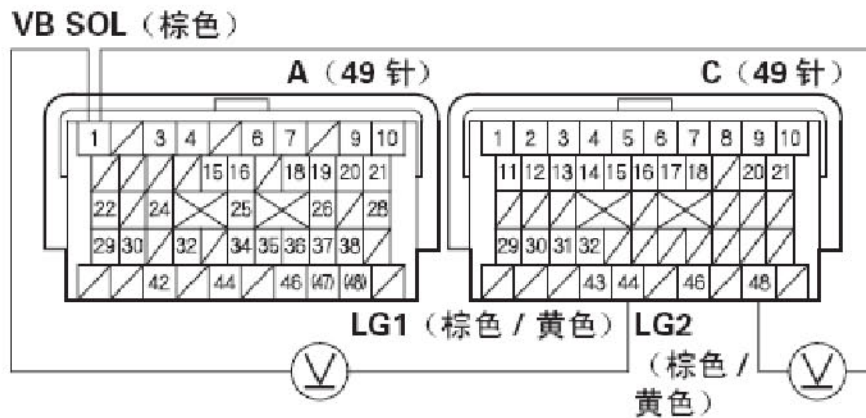 VB SOL（棕色）
A（49 针） C（49 针）
1 3 4 6 7 9 10 1 2 3 4 5 6 7 8 9 10
15 16 18 19 20 21 11 12 13 14 15 16 17 18 20 21
22 24 25 26 28
29 30 32 34 35 36 37 38 29 30 31 32
42 44 46 (47) (48) 43 44 46 48
LG1（棕色 / 黄色） LG2
（棕色 /
黄色）
V V